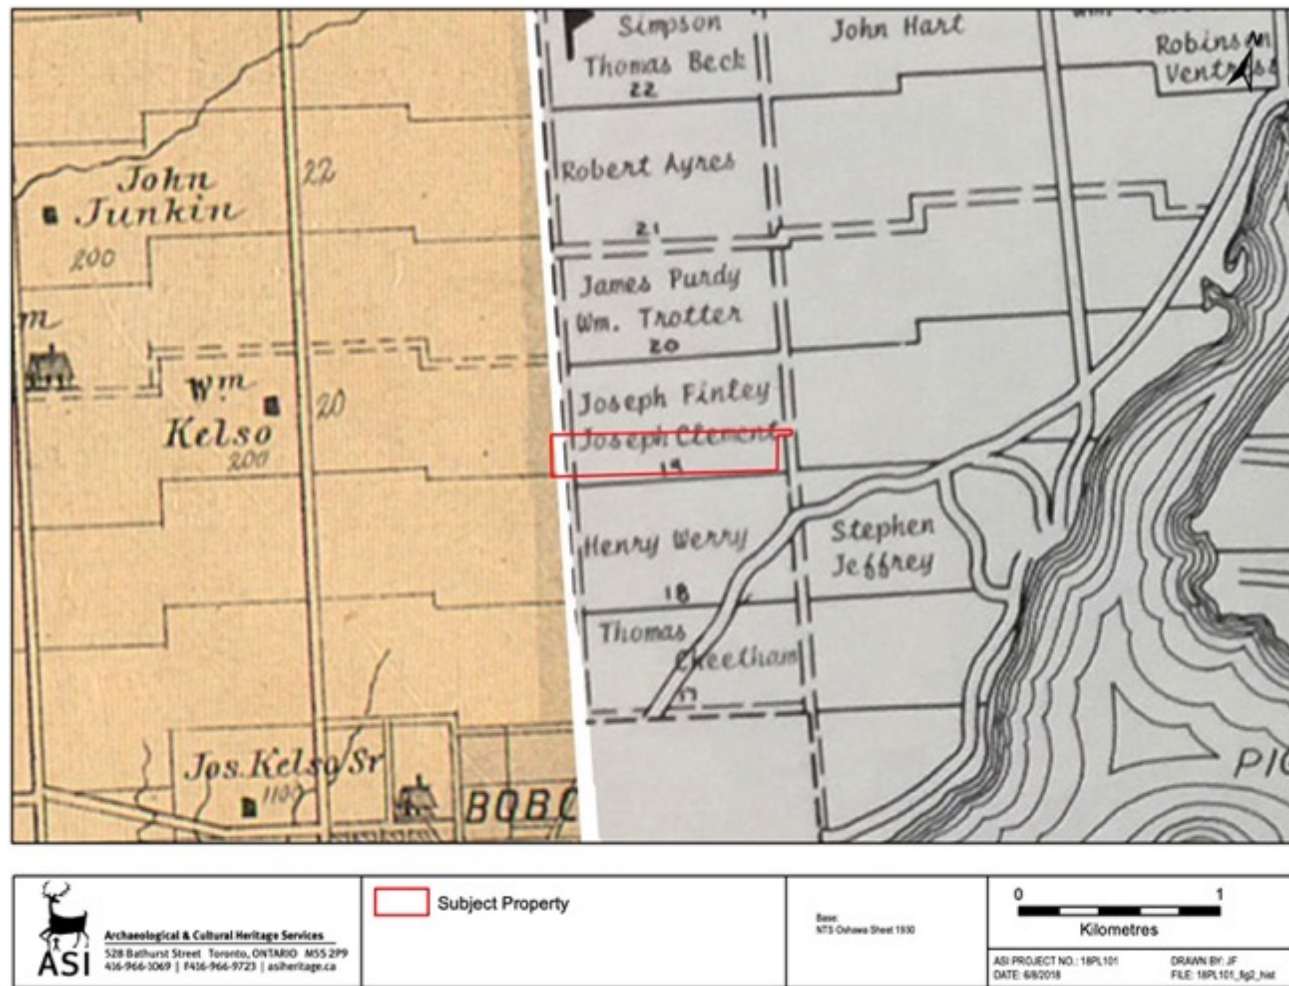 John
Junkin
200
22
m
Wm
Kelso
200
20
Jos. Kelso Sr
1100
BOBC
Simpson
Thomas Beck
22
John Hart
Robinson
Ventress
N
Robert Ayres
21
James Purdy
Wm. Trotter
20
Joseph Finley
Joseph Clement
19
Henry Werry
18
Stephen
Jeffrey
Thomas
Cheetham
17
PIG
ASI
Archaeological & Cultural Heritage Services
528 Bathurst Street Toronto, ONTARIO M5S 2P9
416-966-1069 | F416-966-9723 | asiheritage.ca
Subject Property
Base:
NTS Oshawa Sheet 1930
0 1
Kilometres
ASI PROJECT NO.: 18PL101
DATE: 6/8/2018
DRAWN BY: JF
FILE: 18PL101_fig2_hist